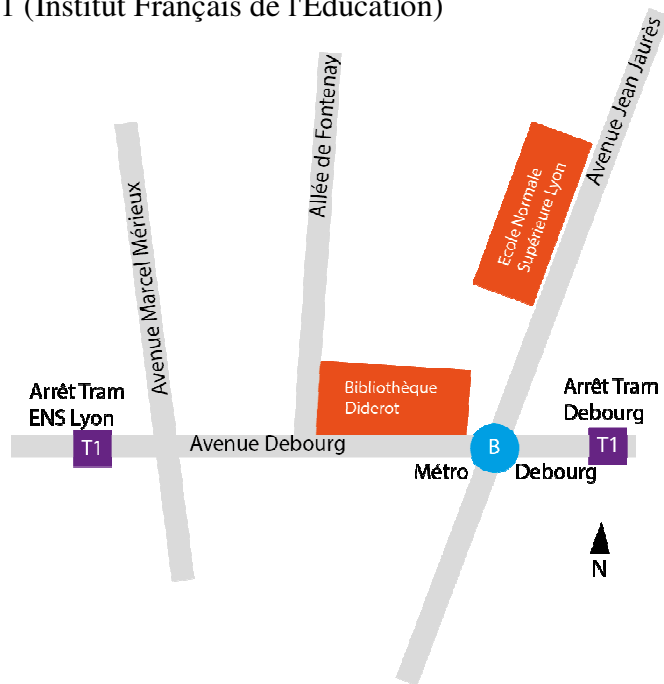 1 (Institut Français de l'Education)
Avenue Jean Jaurès
Allée de Fontenay
Ecole Normale
Supérieure Lyon
Avenue Marcel Mérieux
Arrêt Tram
ENS Lyon
Bibliothèque
Diderot
Arrêt Tram
Debourg
T1
Avenue Debourg
B
T1
Métro
Debourg
N